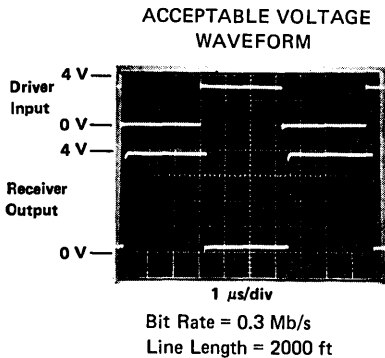 ACCEPTABLE VOLTAGE
WAVEFORM
4 V
Driver
Input
0 V
4 V
Receiver
Output
0 V
1 μs/div
Bit Rate = 0.3 Mb/s
Line Length = 2000 ft